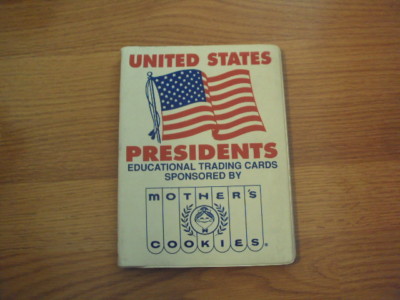 UNITED STATES
PRESIDENTS
EDUCATIONAL TRADING CARDS
SPONSORED BY
MOTHER'S
COOKIES®